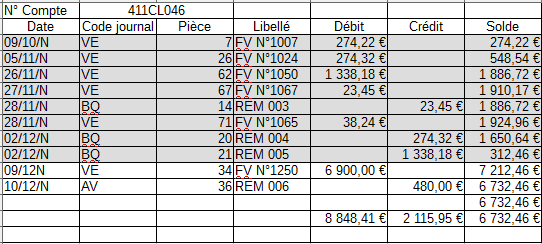 N° Compte 411CL046
Date Code journal Pièce Libellé Débit Crédit Solde
09/10/N VE 7 FV N°1007 274,22 € 274,22 €
05/11/N VE 26 FV N°1024 274,32 € 548,54 €
26/11/N VE 62 FV N°1050 1 338,18 € 1 886,72 €
27/11/N VE 67 FV N°1067 23,45 € 1 910,17 €
28/11/N BQ 14 REM 003 23,45 € 1 886,72 €
28/11/N VE 71 FV N°1065 38,24 € 1 924,96 €
02/12/N BQ 20 REM 004 274,32 € 1 650,64 €
02/12/N BQ 21 REM 005 1 338,18 € 312,46 €
09/12N VE 34 FV N°1250 6 900,00 € 7 212,46 €
10/12/N AV 36 REM 006 480,00 € 6 732,46 €
6 732,46 €
8 848,41 € 2 115,95 € 6 732,46 €